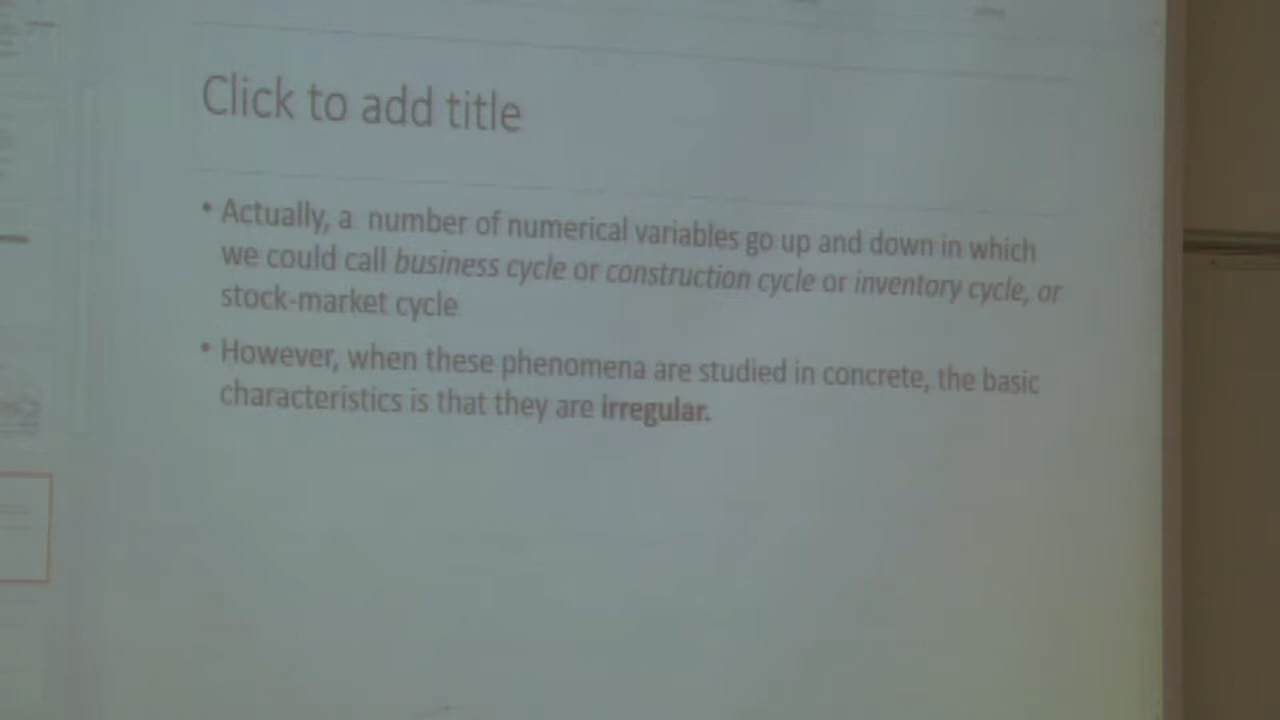 Click to add title
• Actually, a number of numerical variables go up and down in which
we could call business cycle or construction cycle or inventory cycle, or
stock-market cycle
• However, when these phenomena are studied in concrete, the basic
characteristics is that they are irregular.